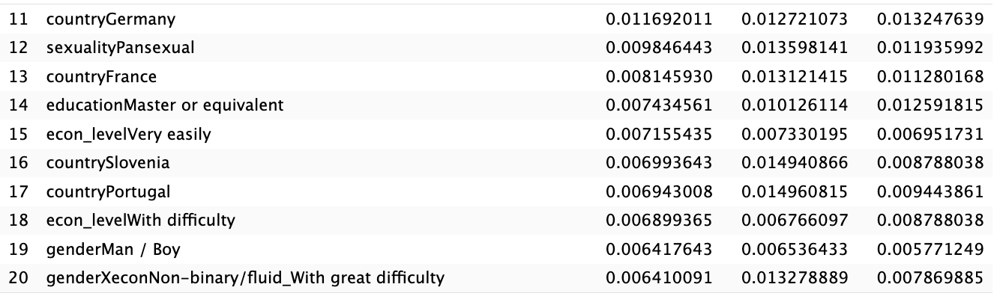 11 countryGermany 0.011692011 0.012721073 0.013247639
12 sexualityPansexual 0.009846443 0.013598141 0.011935992
13 countryFrance 0.008145930 0.013121415 0.011280168
14 educationMaster or equivalent 0.007434561 0.010126114 0.012591815
15 econ_levelVery easily 0.007155435 0.007330195 0.006951731
16 countrySlovenia 0.006993643 0.014940866 0.008788038
17 countryPortugal 0.006943008 0.014960815 0.009443861
18 econ_levelWith difficulty 0.006899365 0.006766097 0.008788038
19 genderMan / Boy 0.006417643 0.006536433 0.005771249
20 genderXeconNon-binary/fluid_With great difficulty 0.006410091 0.013278889 0.007869885